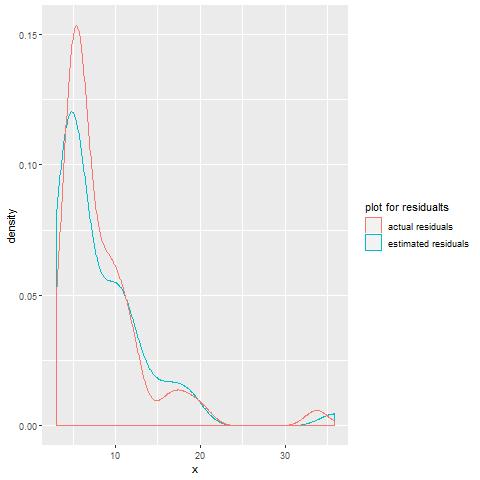 0.15
0.10
0.05
0.00
density
10
20
30
x
plot for residualts
actual residuals
estimated residuals